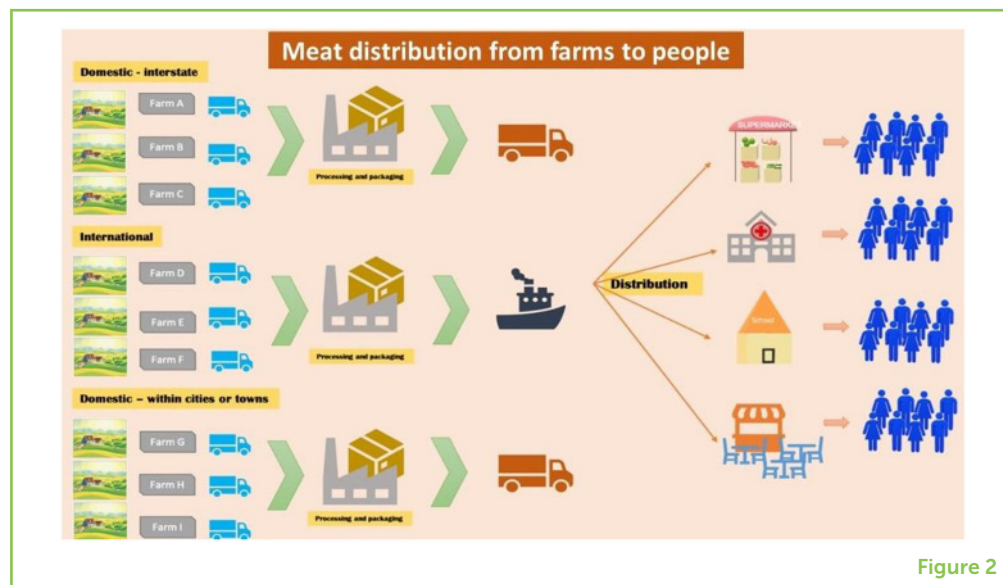 Meat distribution from farms to people
Domestic - interstate
Farm A
Farm B
Farm C
Processing and packaging
SUPERMARKET
International
Farm D
Farm E
Farm F
Processing and packaging
Distribution
School
Domestic – within cities or towns
Farm G
Farm H
Farm I
Processing and packaging
Figure 2